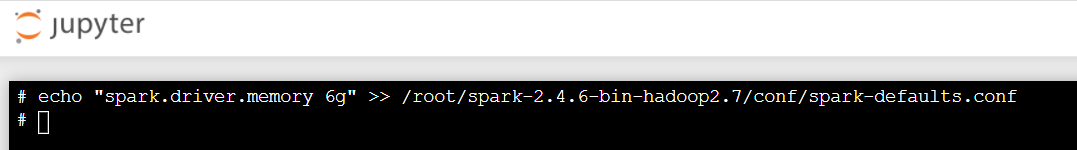 jupyter
# echo "spark.driver.memory 6g" >> /root/spark-2.4.6-bin-hadoop2.7/conf/spark-defaults.conf
#